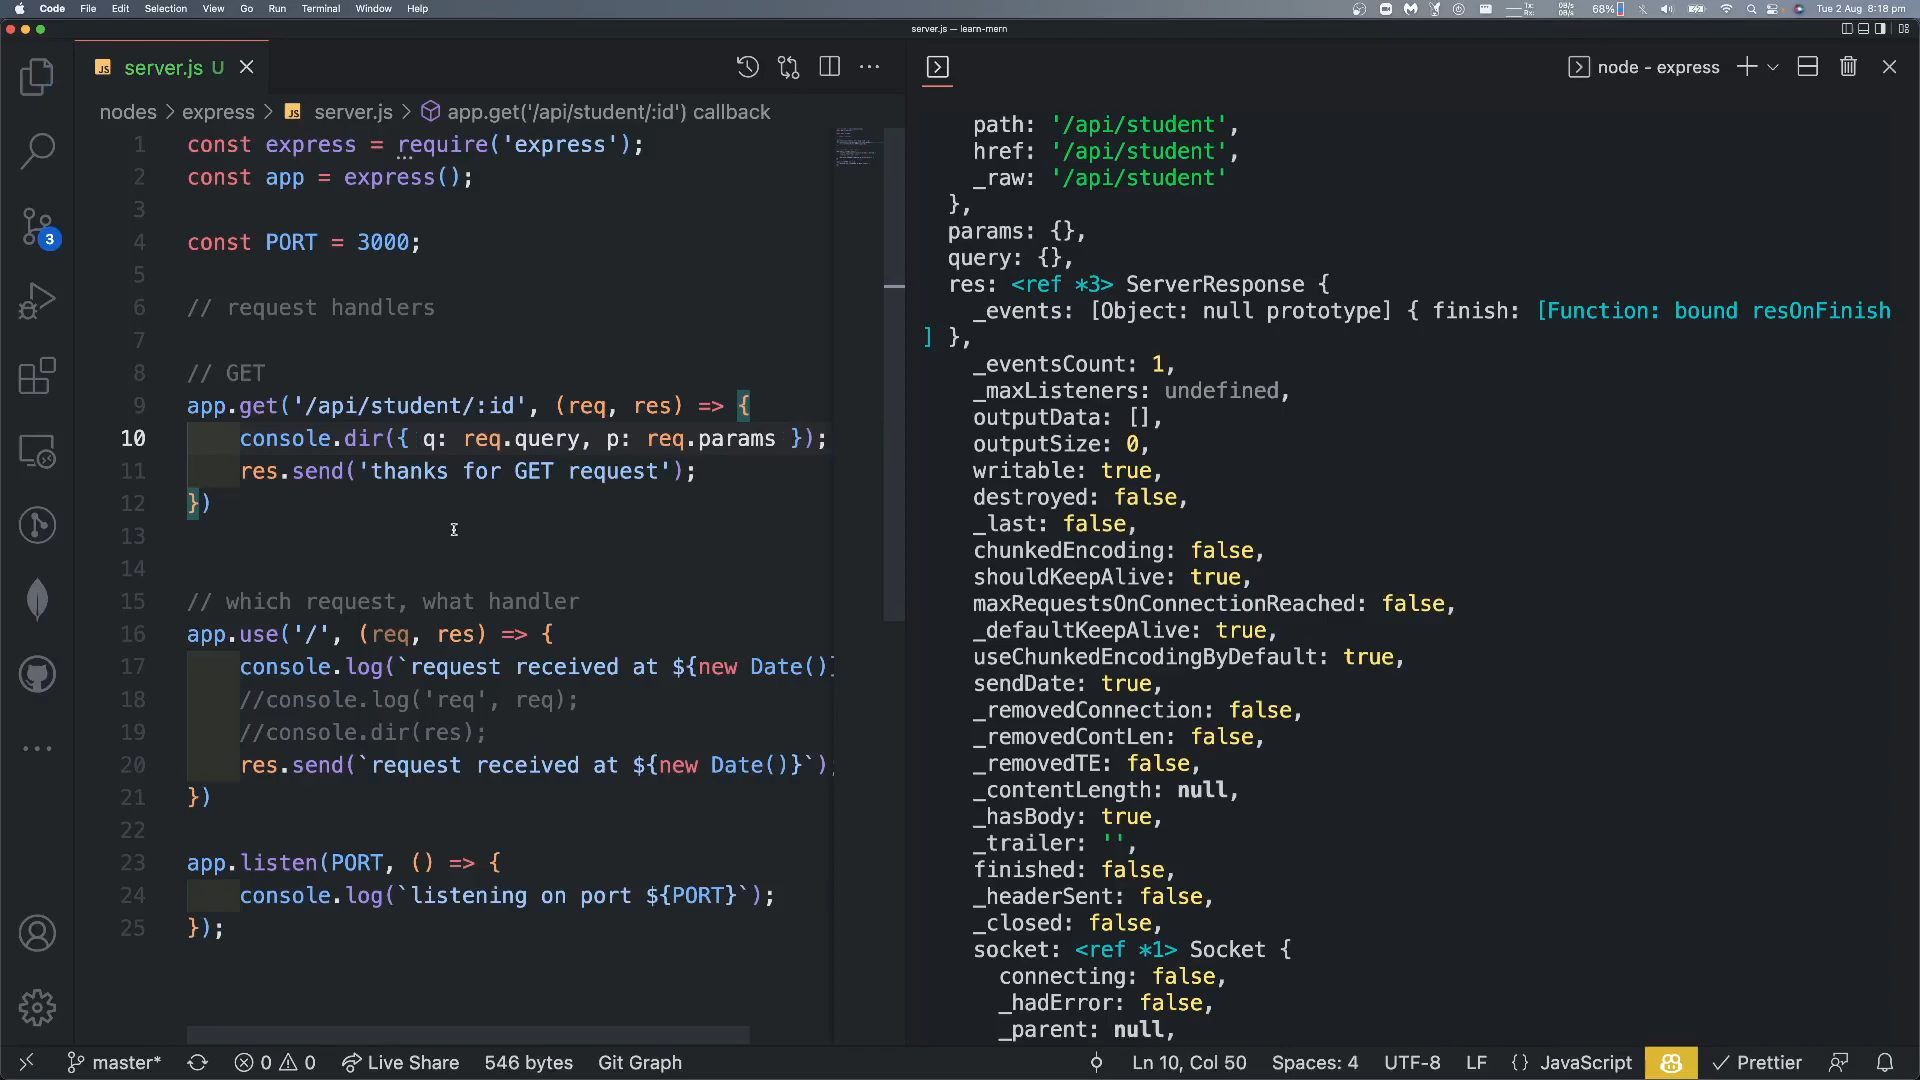 Code File Edit Selection View Go Run Terminal Window Help
68%
Tue 2 Aug 8:18 pm
server.js — learn-mern
JS server.js U
node - express
nodes > express > JS server.js > app.get('/api/student/:id') callback
1 const express = require('express');
2 const app = express();
3
4 const PORT = 3000;
5
6 // request handlers
7
8 // GET
9 app.get('/api/student/:id', (req, res) => {
10 console.dir({ q: req.query, p: req.params });
11 res.send('thanks for GET request');
12 })
13
14
15 // which request, what handler
16 app.use('/', (req, res) => {
17 console.log(`request received at ${new Date()}
18 //console.log('req', req);
19 //console.dir(res);
20 res.send(`request received at ${new Date()}`);
21 })
22
23 app.listen(PORT, () => {
24 console.log(`listening on port ${PORT}`);
25 });
3
path: '/api/student',
href: '/api/student',
_raw: '/api/student'
},
params: {},
query: {},
res: <ref *3> ServerResponse {
_events: [Object: null prototype] { finish: [Function: bound resOnFinish
] },
_eventsCount: 1,
_maxListeners: undefined,
outputData: [],
outputSize: 0,
writable: true,
destroyed: false,
_last: false,
chunkedEncoding: false,
shouldKeepAlive: true,
maxRequestsOnConnectionReached: false,
_defaultKeepAlive: true,
useChunkedEncodingByDefault: true,
sendDate: true,
_removedConnection: false,
_removedContLen: false,
_removedTE: false,
_contentLength: null,
_hasBody: true,
_trailer: '',
finished: false,
_headerSent: false,
_closed: false,
socket: <ref *1> Socket {
connecting: false,
_hadError: false,
_parent: null,
master* 0 0 Live Share 546 bytes Git Graph
Ln 10, Col 50 Spaces: 4 UTF-8 LF {} JavaScript Prettier